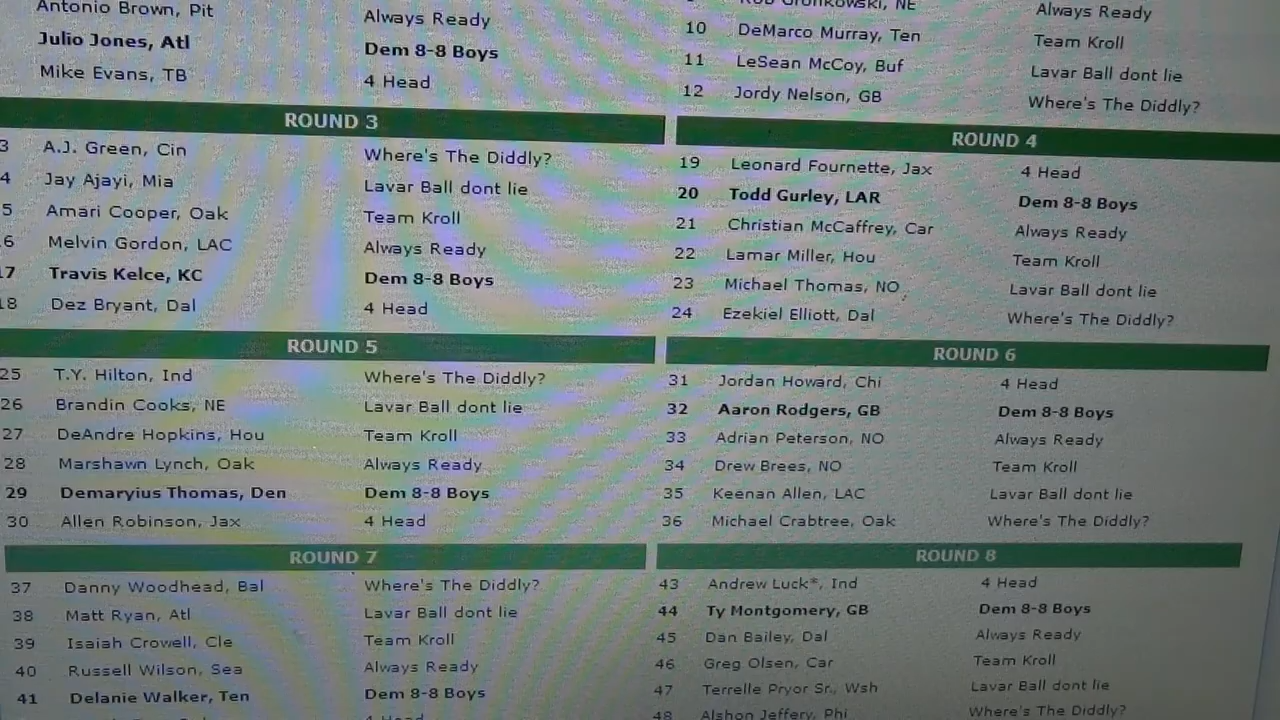 Antonio Brown, Pit Always Ready
Julio Jones, Atl Dem 8-8 Boys
Mike Evans, TB 4 Head
Rob Gronkowski, NE Always Ready
10 DeMarco Murray, Ten Team Kroll
11 LeSean McCoy, Buf Lavar Ball dont lie
12 Jordy Nelson, GB Where's The Diddly?
ROUND 3
3 A.J. Green, Cin Where's The Diddly?
4 Jay Ajayi, Mia Lavar Ball dont lie
5 Amari Cooper, Oak Team Kroll
16 Melvin Gordon, LAC Always Ready
17 Travis Kelce, KC Dem 8-8 Boys
18 Dez Bryant, Dal 4 Head
ROUND 4
19 Leonard Fournette, Jax 4 Head
20 Todd Gurley, LAR Dem 8-8 Boys
21 Christian McCaffrey, Car Always Ready
22 Lamar Miller, Hou Team Kroll
23 Michael Thomas, NO Lavar Ball dont lie
24 Ezekiel Elliott, Dal Where's The Diddly?
ROUND 5
25 T.Y. Hilton, Ind Where's The Diddly?
26 Brandin Cooks, NE Lavar Ball dont lie
27 DeAndre Hopkins, Hou Team Kroll
28 Marshawn Lynch, Oak Always Ready
29 Demaryius Thomas, Den Dem 8-8 Boys
30 Allen Robinson, Jax 4 Head
ROUND 6
31 Jordan Howard, Chi 4 Head
32 Aaron Rodgers, GB Dem 8-8 Boys
33 Adrian Peterson, NO Always Ready
34 Drew Brees, NO Team Kroll
35 Keenan Allen, LAC Lavar Ball dont lie
36 Michael Crabtree, Oak Where's The Diddly?
ROUND 7
37 Danny Woodhead, Bal Where's The Diddly?
38 Matt Ryan, Atl Lavar Ball dont lie
39 Isaiah Crowell, Cle Team Kroll
40 Russell Wilson, Sea Always Ready
41 Delanie Walker, Ten Dem 8-8 Boys
4 Head
ROUND 8
43 Andrew Luck*, Ind 4 Head
44 Ty Montgomery, GB Dem 8-8 Boys
45 Dan Bailey, Dal Always Ready
46 Greg Olsen, Car Team Kroll
47 Terrelle Pryor Sr., Wsh Lavar Ball dont lie
48 Alshon Jeffery, Phi Where's The Diddly?